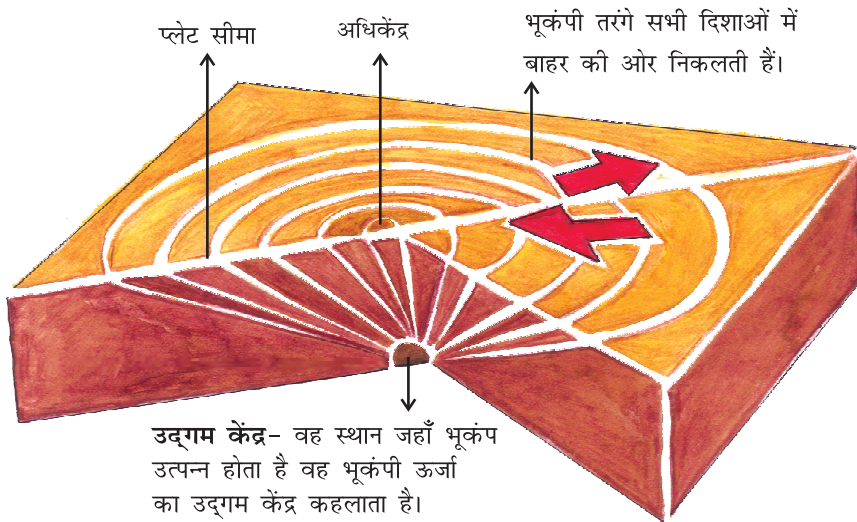 प्लेट सीमा
अधिकेंद्र
भूकंपी तरंगे सभी दिशाओं में
बाहर की ओर निकलती हैं।
उद्‌गम केंद्र- वह स्थान जहाँ भूकंप
उत्पन्न होता है वह भूकंपी ऊर्जा
का उद्‌गम केंद्र कहलाता है।